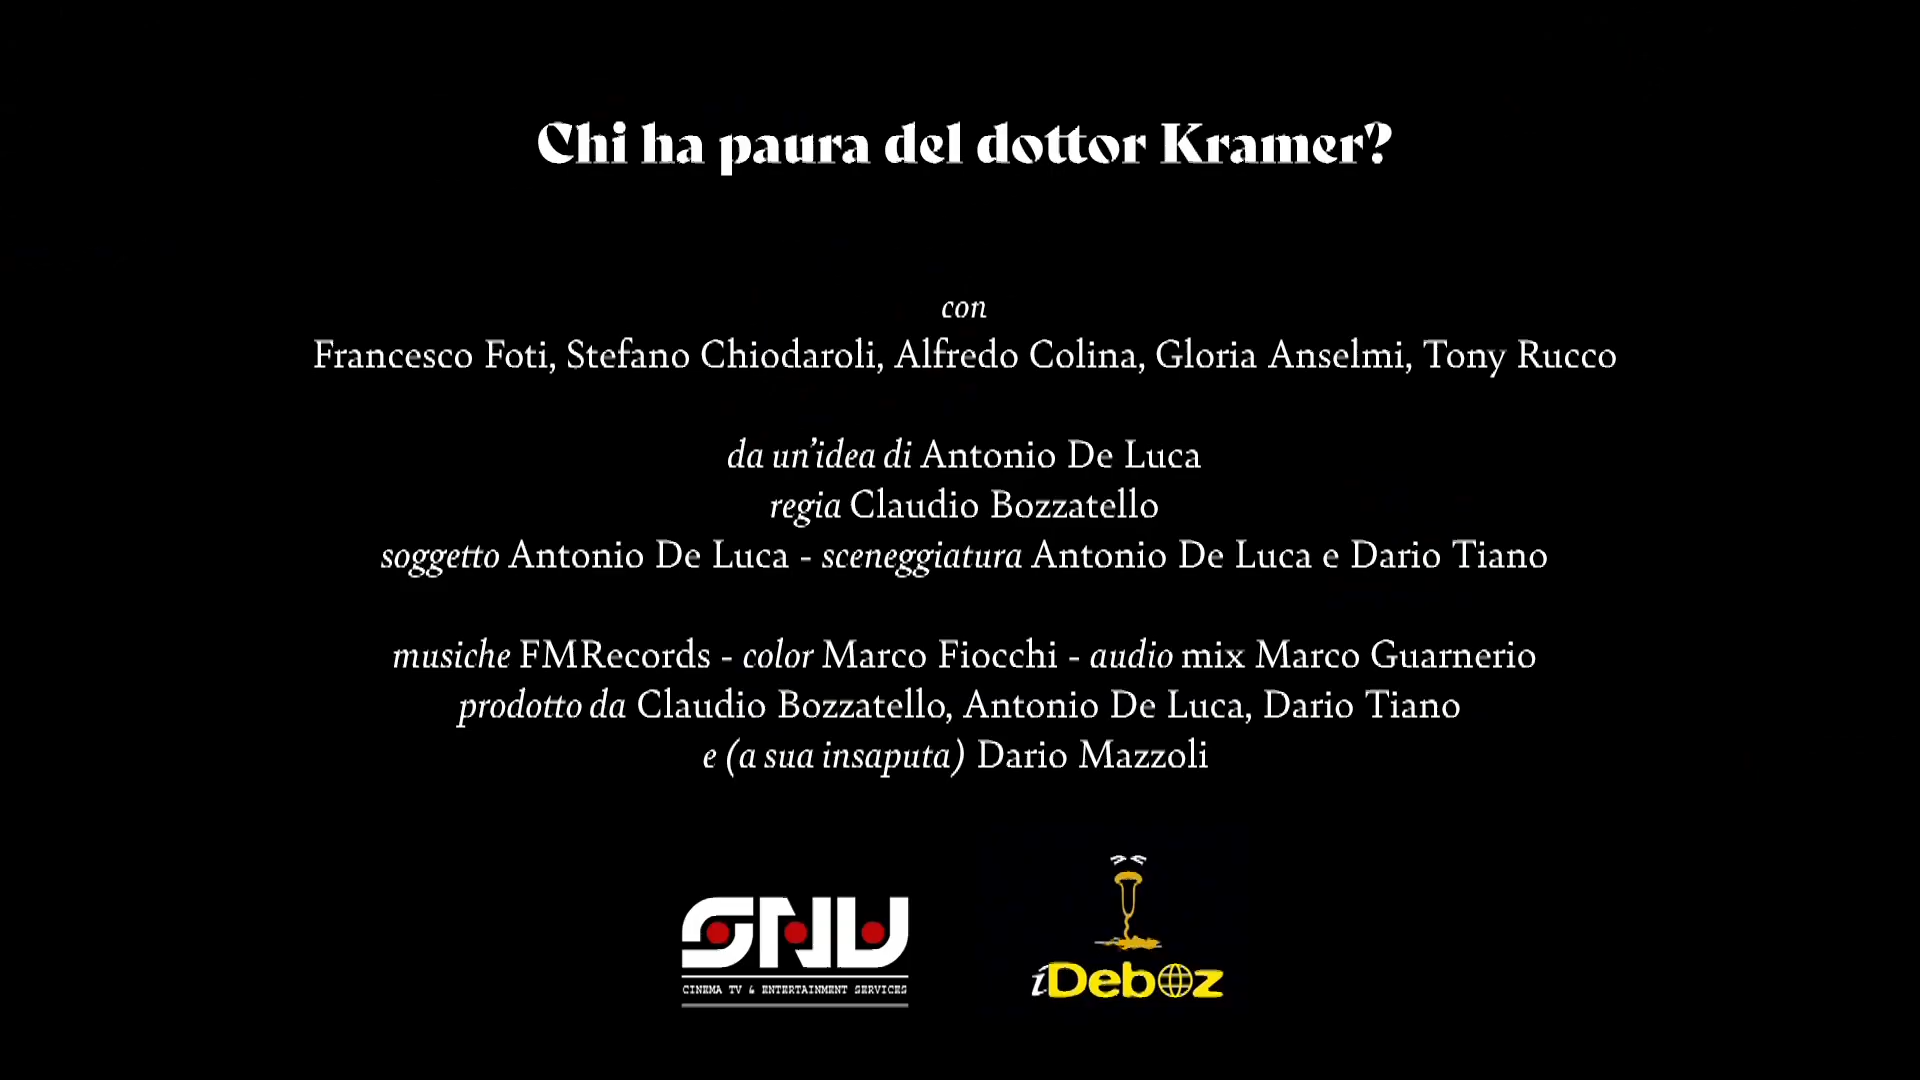 Chi ha paura del dottor Kramer?
con
Francesco Foti, Stefano Chiodaroli, Alfredo Colina, Gloria Anselmi, Tony Rucco
da un'idea di Antonio De Luca
regia Claudio Bozzatello
soggetto Antonio De Luca - sceneggiatura Antonio De Luca e Dario Tiano
musiche FMRecords - color Marco Fiocchi - audio mix Marco Guarnerio
prodotto da Claudio Bozzatello, Antonio De Luca, Dario Tiano
e (a sua insaputa) Dario Mazzoli
SNU
CINEMA TV & ENTERTAINMENT SERVICES
iDeboz